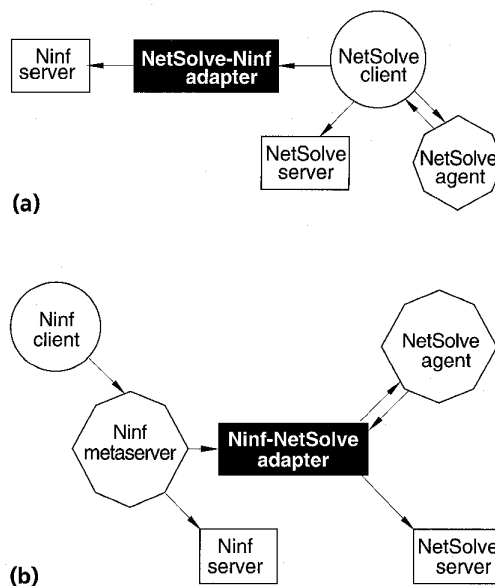 Ninf
server
NetSolve-Ninf
adapter
NetSolve
client
NetSolve
server
NetSolve
agent
(a)
Ninf
client
NetSolve
agent
Ninf
metaserver
Ninf-NetSolve
adapter
Ninf
server
NetSolve
server
(b)